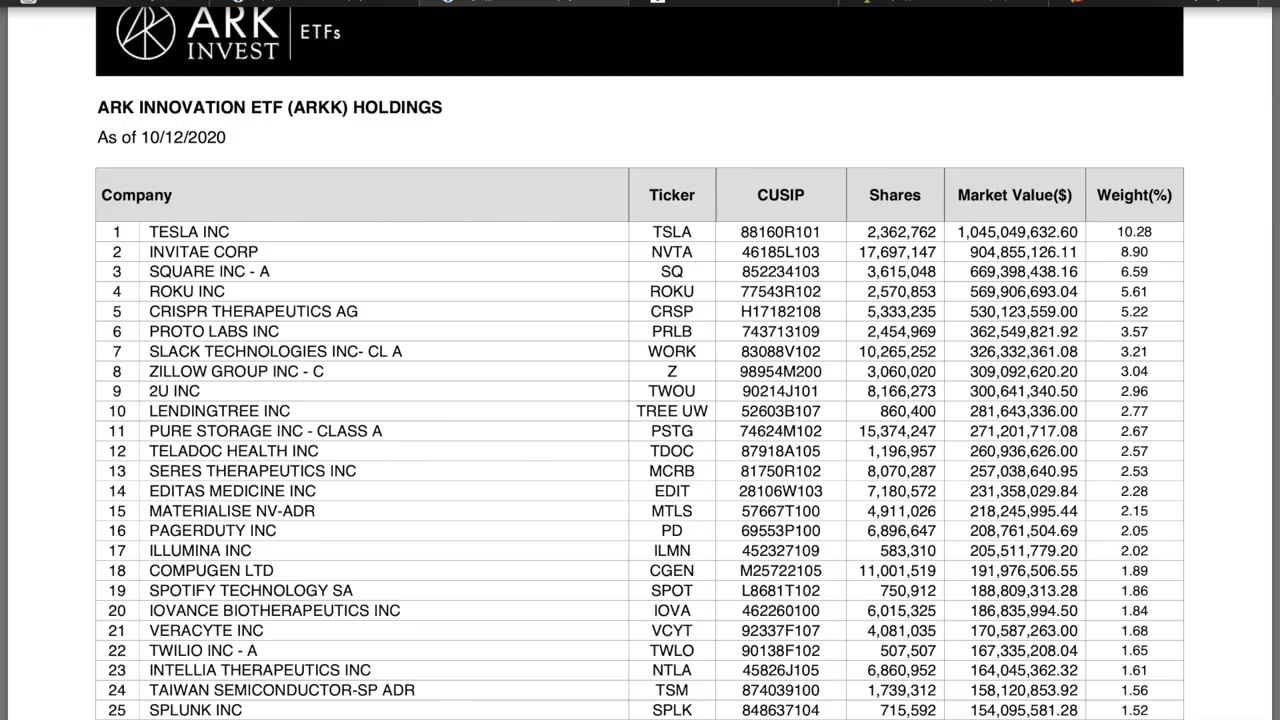 ARK
INVEST
ETFs
ARK INNOVATION ETF (ARKK) HOLDINGS
As of 10/12/2020
Company Ticker CUSIP Shares Market Value($) Weight(%)
1 TESLA INC TSLA 88160R101 2,362,762 1,045,049,632.60 10.28
2 INVITAE CORP NVTA 46185L103 17,697,147 904,855,126.11 8.90
3 SQUARE INC - A SQ 852234103 3,615,048 669,398,438.16 6.59
4 ROKU INC ROKU 77543R102 2,570,853 569,906,693.04 5.61
5 CRISPR THERAPEUTICS AG CRSP H17182108 5,333,235 530,123,559.00 5.22
6 PROTO LABS INC PRLB 743713109 2,454,969 362,549,821.92 3.57
7 SLACK TECHNOLOGIES INC- CL A WORK 83088V102 10,265,252 326,332,361.08 3.21
8 ZILLOW GROUP INC - C Z 98954M200 3,060,020 309,092,620.20 3.04
9 2U INC TWOU 90214J101 8,166,273 300,641,340.50 2.96
10 LENDINGTREE INC TREE UW 52603B107 860,400 281,643,336.00 2.77
11 PURE STORAGE INC - CLASS A PSTG 74624M102 15,374,247 271,201,717.08 2.67
12 TELADOC HEALTH INC TDOC 87918A105 1,196,957 260,936,626.00 2.57
13 SERES THERAPEUTICS INC MCRB 81750R102 8,070,287 257,038,640.95 2.53
14 EDITAS MEDICINE INC EDIT 28106W103 7,180,572 231,358,029.84 2.28
15 MATERIALISE NV-ADR MTLS 57667T100 4,911,026 218,245,995.44 2.15
16 PAGERDUTY INC PD 69553P100 6,896,647 208,761,504.69 2.05
17 ILLUMINA INC ILMN 452327109 583,310 205,511,779.20 2.02
18 COMPUGEN LTD CGEN M25722105 11,001,519 191,976,506.55 1.89
19 SPOTIFY TECHNOLOGY SA SPOT L8681T102 750,912 188,809,313.28 1.86
20 IOVANCE BIOTHERAPEUTICS INC IOVA 462260100 6,015,325 186,835,994.50 1.84
21 VERACYTE INC VCYT 92337F107 4,081,035 170,587,263.00 1.68
22 TWILIO INC - A TWLO 90138F102 507,507 167,335,208.04 1.65
23 INTELLIA THERAPEUTICS INC NTLA 45826J105 6,860,952 164,045,362.32 1.61
24 TAIWAN SEMICONDUCTOR-SP ADR TSM 874039100 1,739,312 158,120,853.92 1.56
25 SPLUNK INC SPLK 848637104 715,592 154,095,581.28 1.52